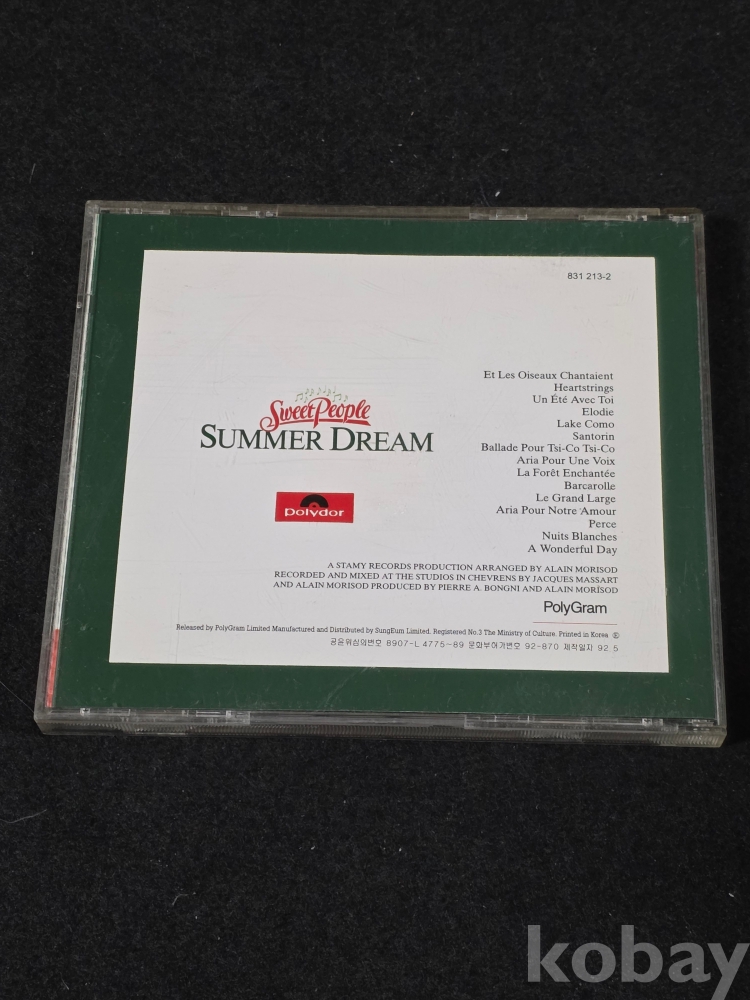 831 213-2
Et Les Oiseaux Chantaient
Heartstrings
Un Été Avec Toi
Elodie
Lake Como
Santorin
Ballade Pour Tsi-Co Tsi-Co
Aria Pour Une Voix
La Forêt Enchantée
Barcarolle
Le Grand Large
Aria Pour Notre Amour
Perce
Nuits Blanches
A Wonderful Day
Sweet People
SUMMER DREAM
polydor
A STAMY RECORDS PRODUCTION ARRANGED BY ALAIN MORISOD
RECORDED AND MIXED AT THE STUDIOS IN CHEVRENS BY JACQUES MASSART
AND ALAIN MORISOD PRODUCED BY PIERRE A. BONGNI AND ALAIN MORISOD
PolyGram
Released by PolyGram Limited Manufactured and Distributed by SungEum Limited. Registered No.3 The Ministry of Culture. Printed in Korea.
공윤위심의번호 8907-L 4775~89 문화부허가번호 92-870 제작일자 92.5
kobay